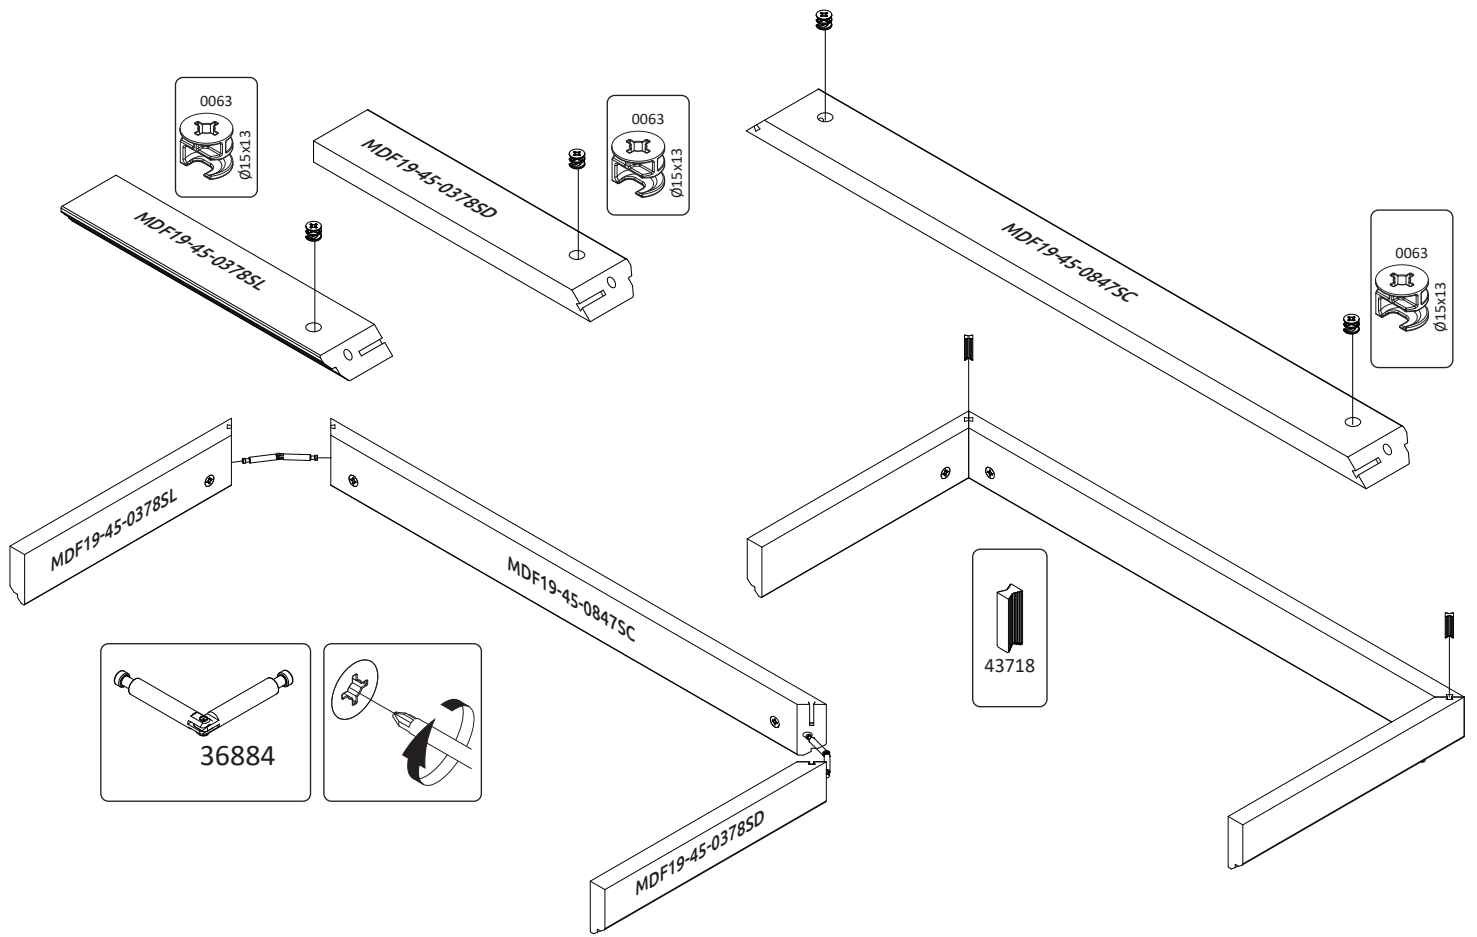 0063
Ø15x13
MDF19-45-0378SL
0063
Ø15x13
MDF19-45-0378SD
MDF19-45-0847SC
0063
Ø15x13
MDF19-45-0378SL
MDF19-45-0847SC
43718
36884
MDF19-45-0378SD